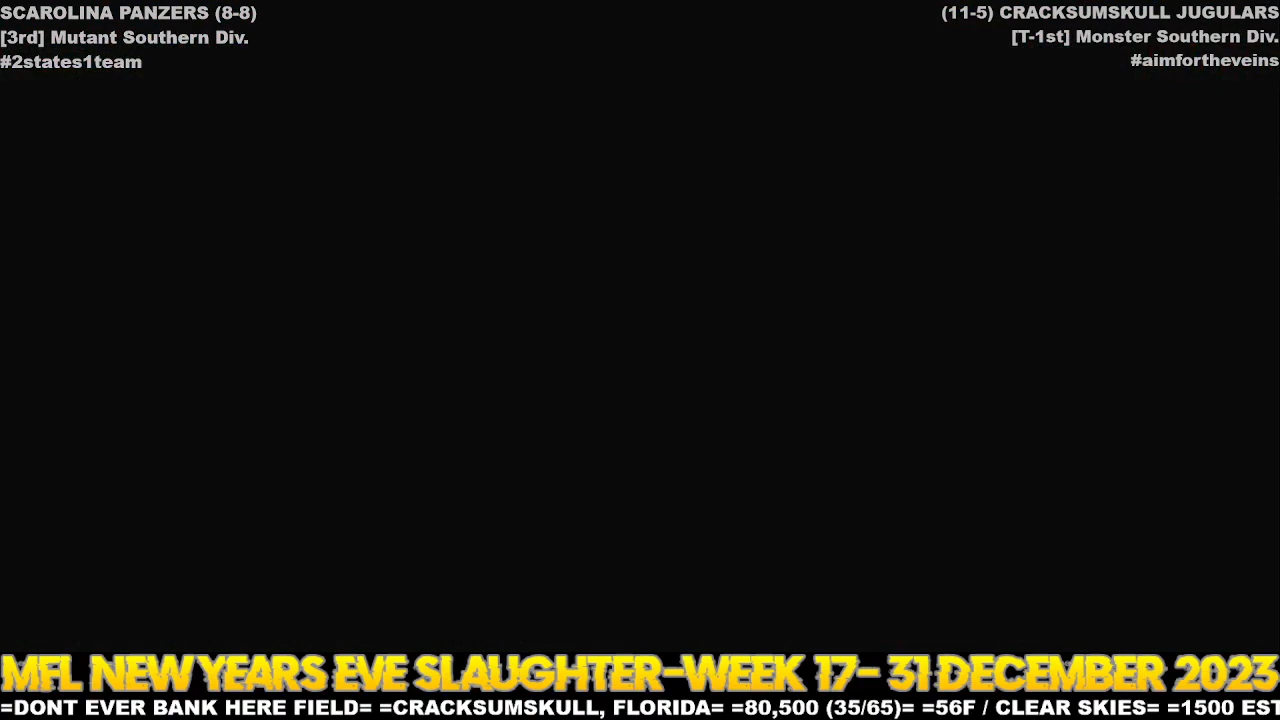 SCAROLINA PANZERS (8-8)
[3rd] Mutant Southern Div.
#2states1team
(11-5) CRACKSUMSKULL JUGULARS
[T-1st] Monster Southern Div.
#aimfortheveins
MFL NEW YEARS EVE SLAUGHTER-WEEK 17- 31 DECEMBER 2023
=DONT EVER BANK HERE FIELD= =CRACKSUMSKULL, FLORIDA= =80,500 (35/65)= =56F / CLEAR SKIES= =1500 EST